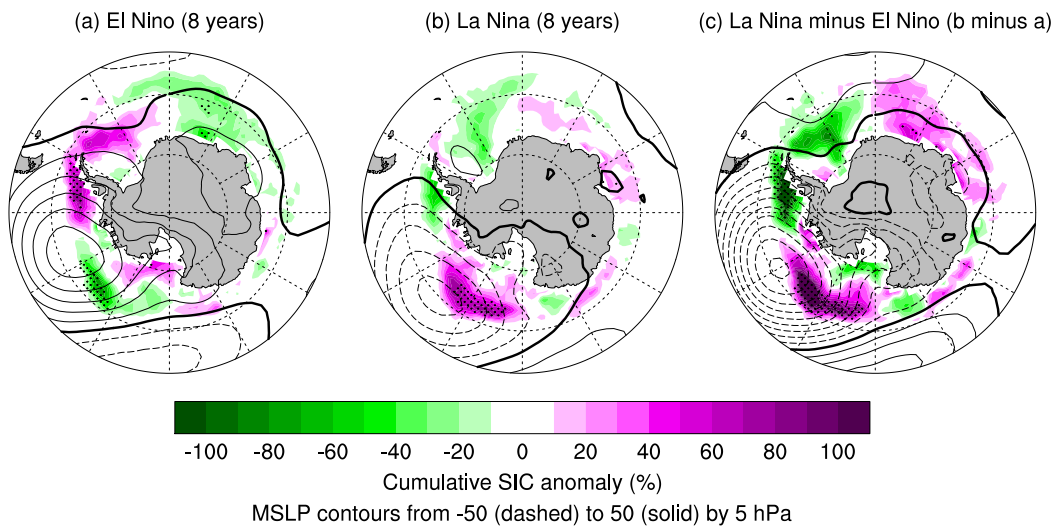 (a) El Nino (8 years)
(b) La Nina (8 years)
(c) La Nina minus El Nino (b minus a)
-100 -80 -60 -40 -20 0 20 40 60 80 100
Cumulative SIC anomaly (%)
MSLP contours from -50 (dashed) to 50 (solid) by 5 hPa